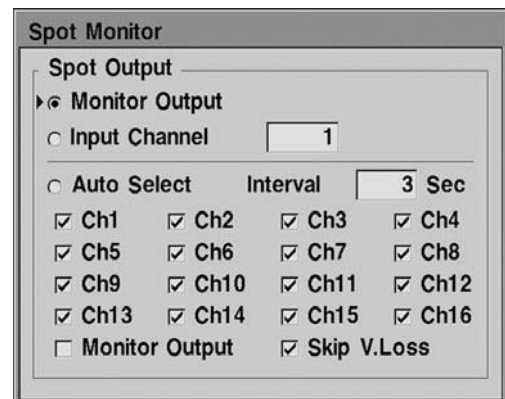 Spot Monitor
Spot Output
Monitor Output
Input Channel 1
Auto Select Interval 3 Sec
Ch1 Ch2 Ch3 Ch4
Ch5 Ch6 Ch7 Ch8
Ch9 Ch10 Ch11 Ch12
Ch13 Ch14 Ch15 Ch16
Monitor Output Skip V.Loss